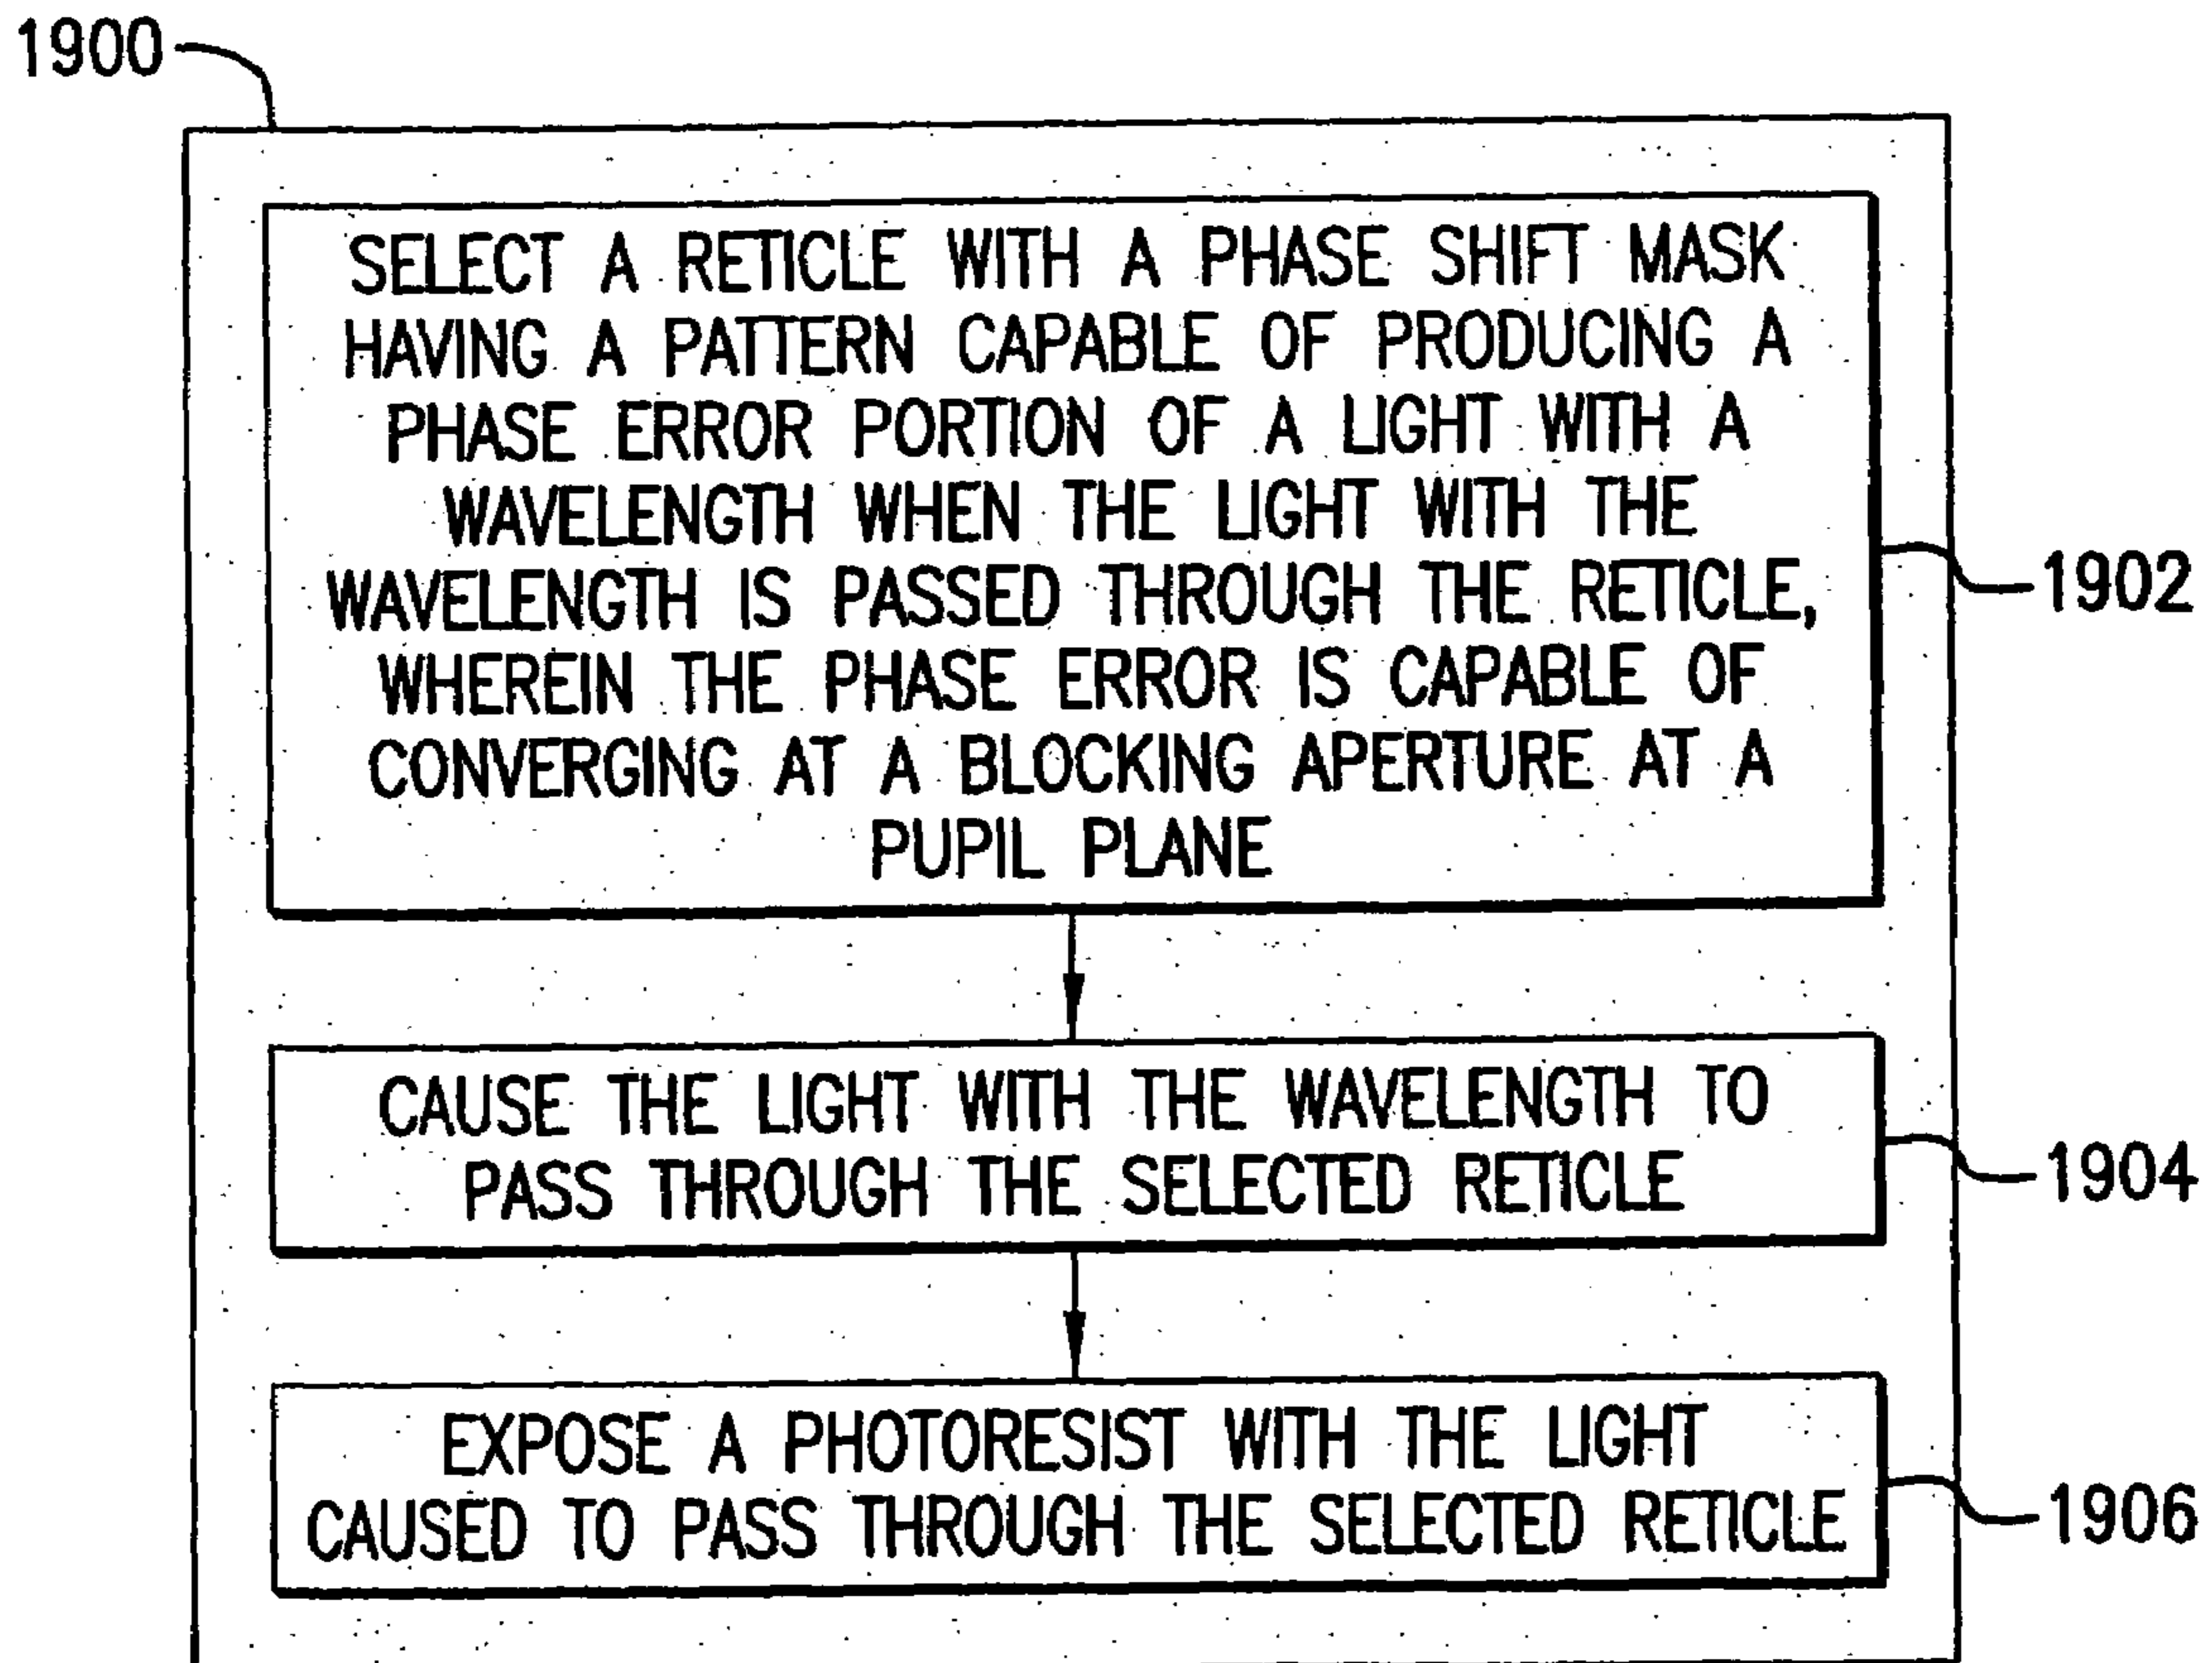 1900
SELECT A RETICLE WITH A PHASE SHIFT MASK
HAVING A PATTERN CAPABLE OF PRODUCING A
PHASE ERROR PORTION OF A LIGHT WITH A
WAVELENGTH WHEN THE LIGHT WITH THE
WAVELENGTH IS PASSED THROUGH THE RETICLE,
WHEREIN THE PHASE ERROR IS CAPABLE OF
CONVERGING AT A BLOCKING APERTURE AT A
PUPIL PLANE
1902
CAUSE THE LIGHT WITH THE WAVELENGTH TO
PASS THROUGH THE SELECTED RETICLE
1904
EXPOSE A PHOTORESIST WITH THE LIGHT
CAUSED TO PASS THROUGH THE SELECTED RETICLE
1906